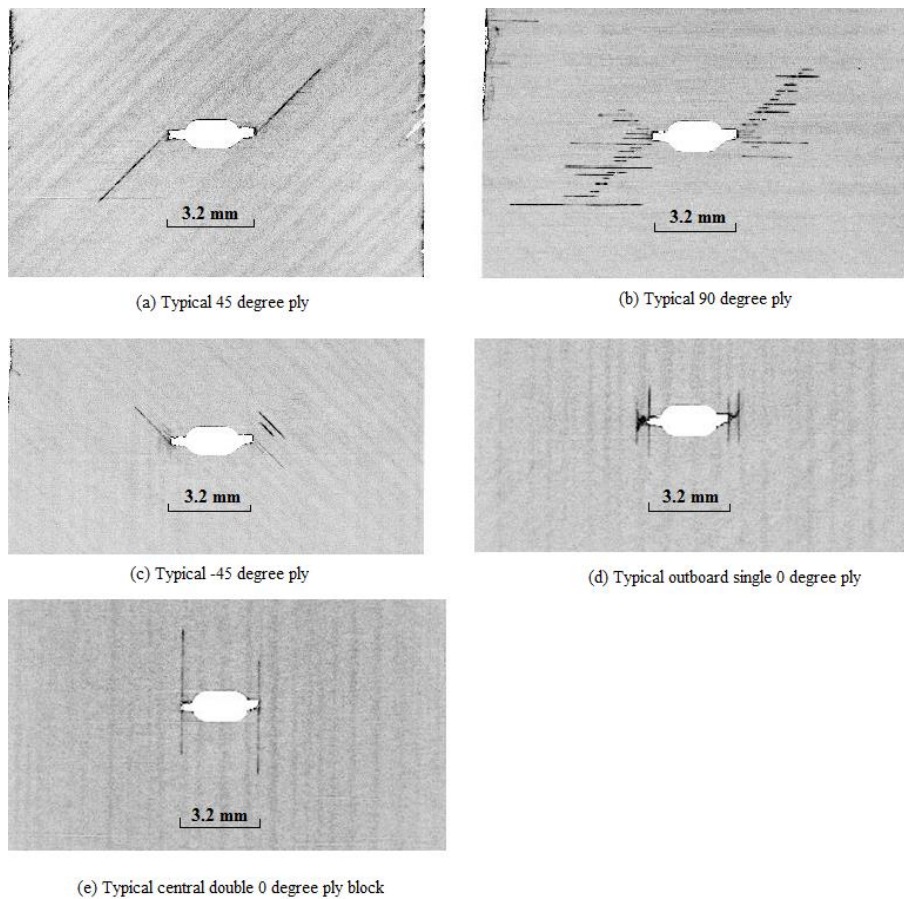 3.2 mm
(a) Typical 45 degree ply
3.2 mm
(b) Typical 90 degree ply
3.2 mm
(c) Typical -45 degree ply
3.2 mm
(d) Typical outboard single 0 degree ply
3.2 mm
(e) Typical central double 0 degree ply block